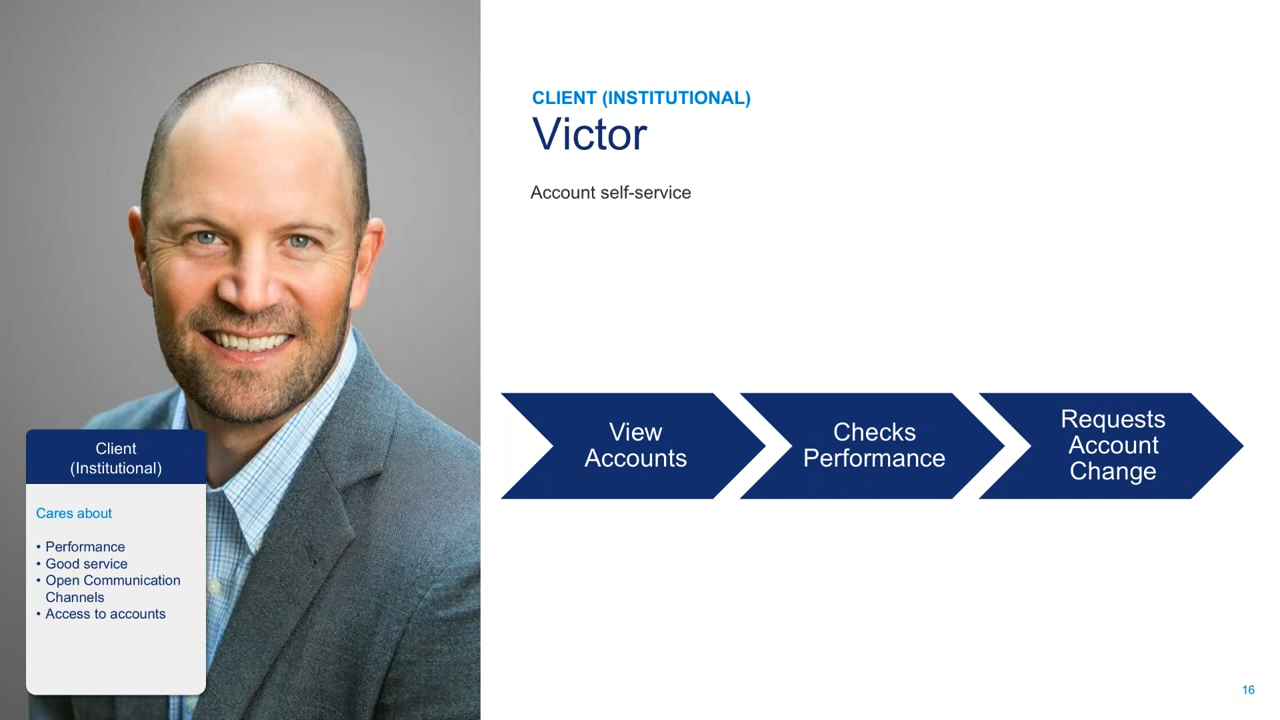 CLIENT (INSTITUTIONAL)
Victor
Account self-service
View
Accounts
Checks
Performance
Requests
Account
Change
Client
(Institutional)
Cares about
• Performance
• Good service
• Open Communication
Channels
• Access to accounts
16